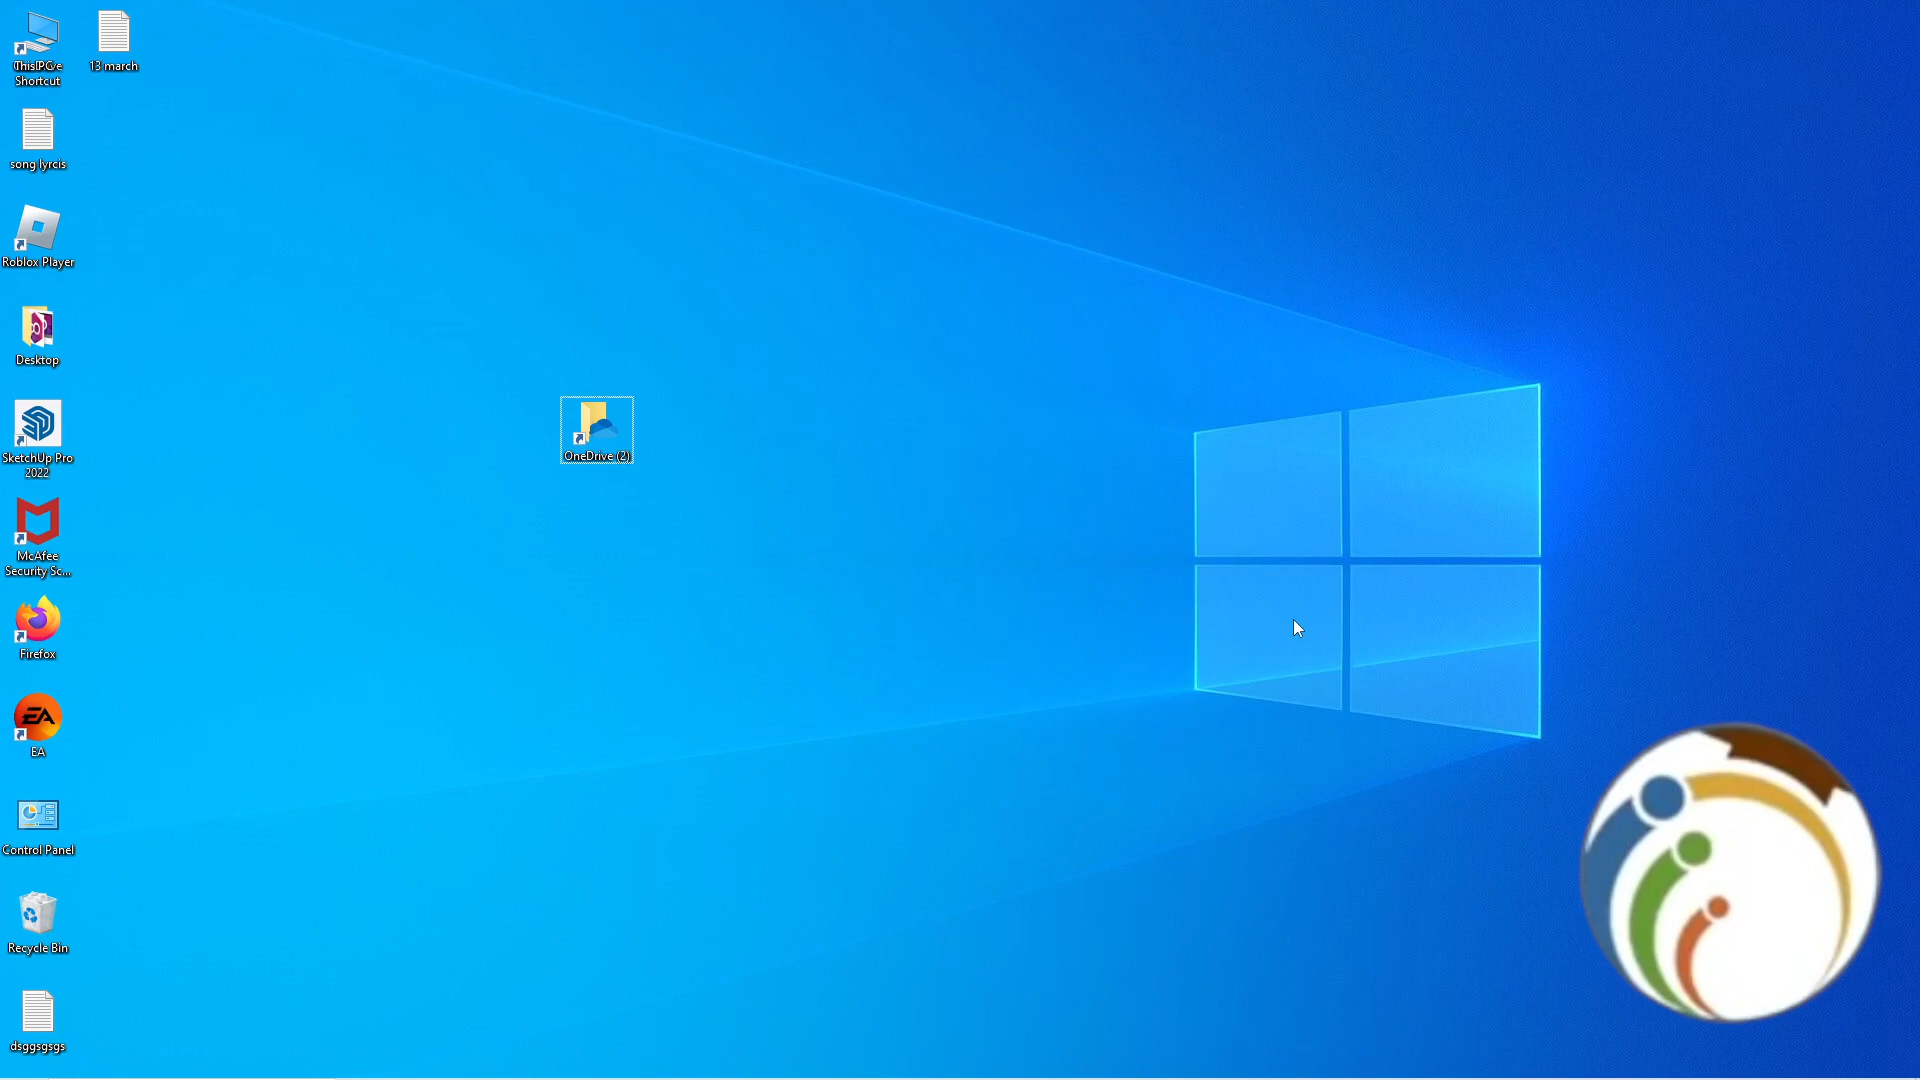 Shortcut
13 march
song lyrcis
Roblox Player
Desktop
SketchUp Pro
2022
McAfee
Security Sc...
Firefox
EA
EA
Control Panel
Recycle Bin
dsggsgsgs
OneDrive (2)